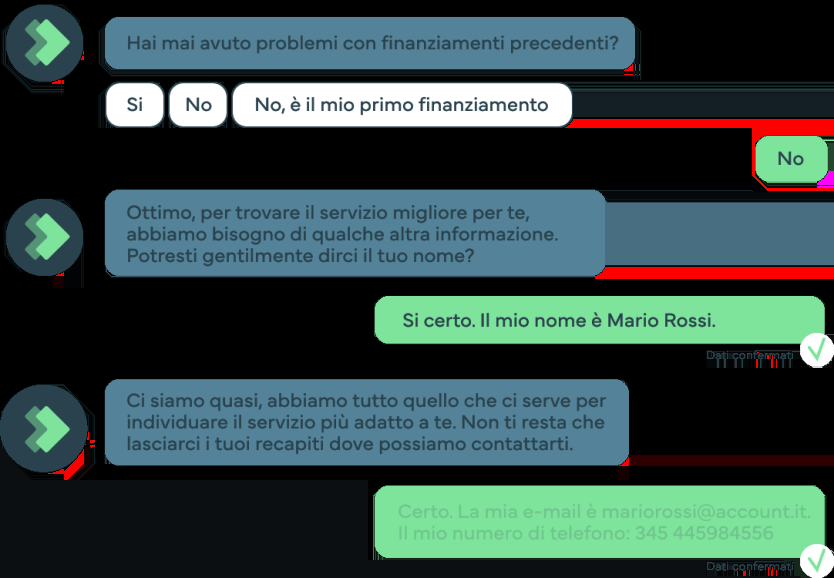 Hai mai avuto problemi con finanziamenti precedenti?
Si
No
No, è il mio primo finanziamento
No
Ottimo, per trovare il servizio migliore per te,
abbiamo bisogno di qualche altra informazione.
Potresti gentilmente dirci il tuo nome?
Si certo. Il mio nome è Mario Rossi.
Dati confermati
Ci siamo quasi, abbiamo tutto quello che ci serve per
individuare il servizio più adatto a te. Non ti resta che
lasciarci i tuoi recapiti dove possiamo contattarti.
Certo. La mia e-mail è mariorossi@account.it.
Il mio numero di telefono: 345 445984556
Dati confermati